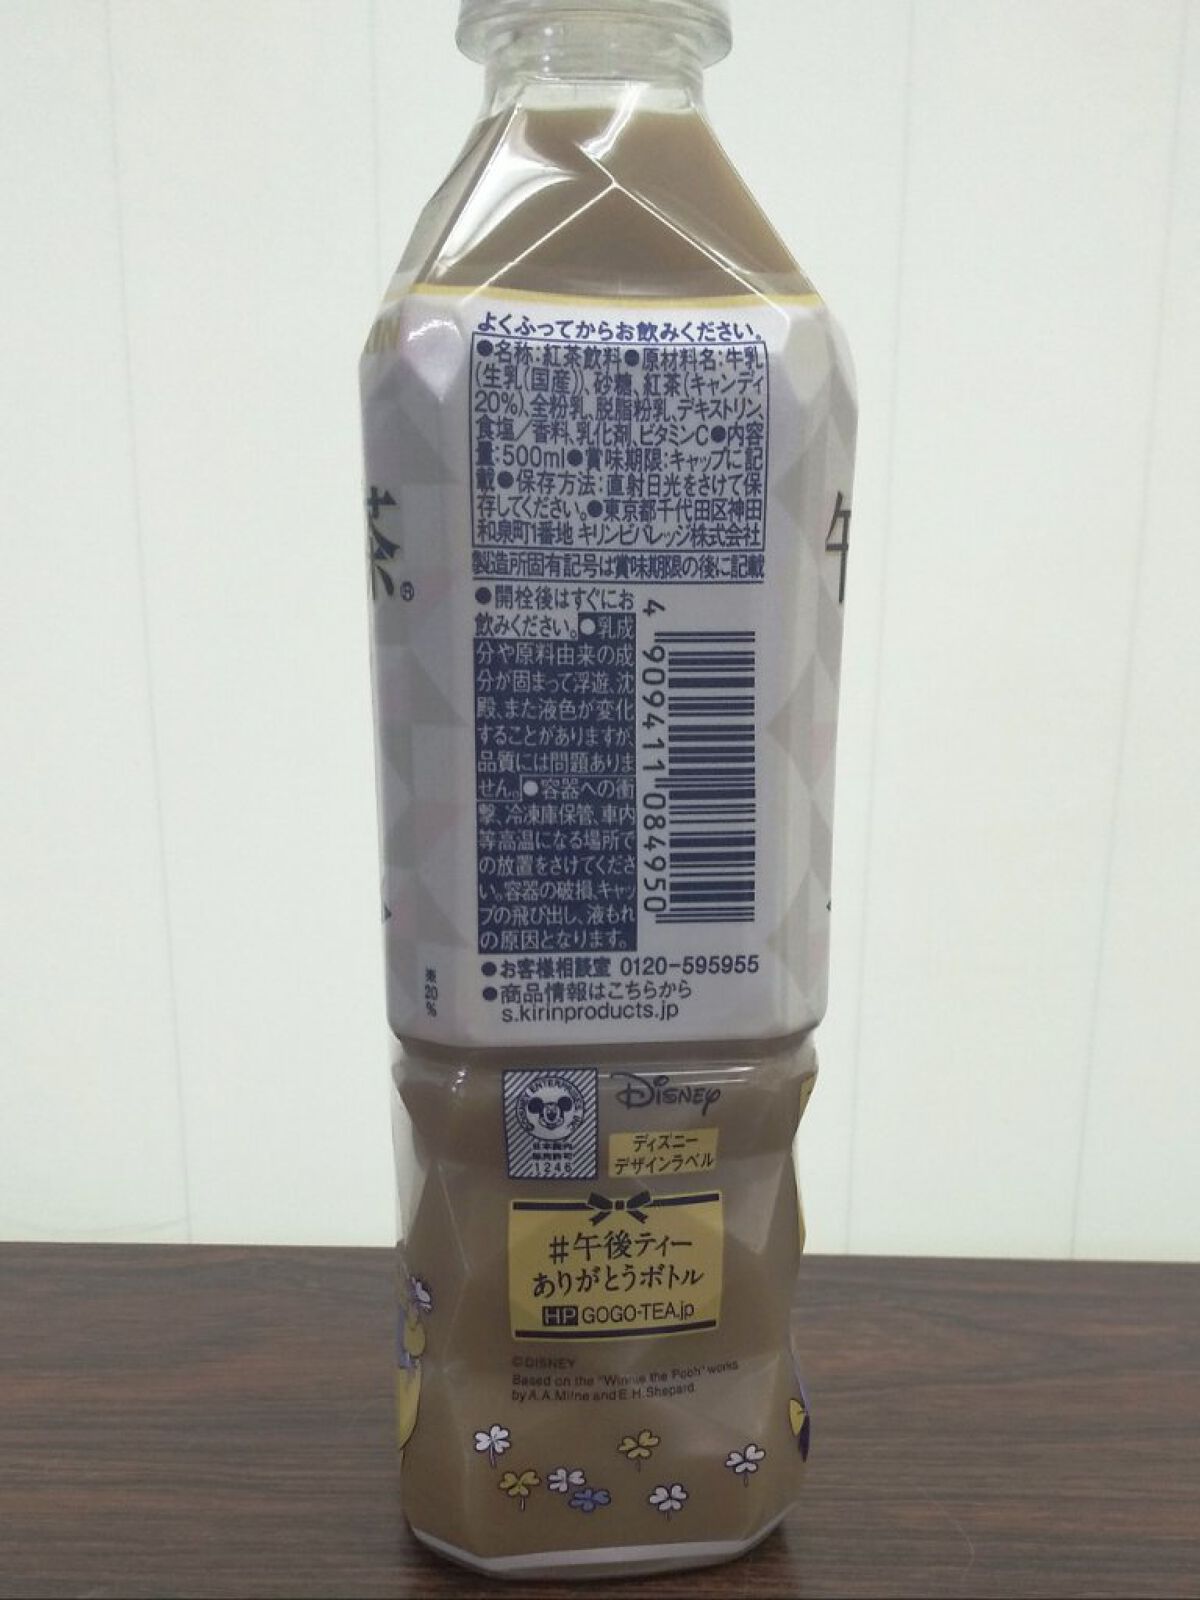 よくふってからお飲みください。
●名称:紅茶飲料●原材料名:牛乳
(生乳(国産))、砂糖、紅茶(キャンディ
20%)、全粉乳、脱脂粉乳、デキストリン、
食塩/香料、乳化剤、ビタミンC●内容
量:500ml●賞味期限:キャップに記
載●保存方法:直射日光をさけて保
存してください。●東京都千代田区神田
和泉町1番地 キリンビバレッジ株式会社
製造所固有記号は賞味期限の後に記載
●開栓後はすぐにお
飲みください。●乳成
分や原料由来の成
分が固まって浮遊、沈
殿、また液色が変化
することがありますが、
品質には問題ありま
せん。●容器への衝
撃、冷凍庫保管、車内
等高温になる場所で
の放置をさけてくださ
い。容器の破損、キャッ
プの飛び出し、液もれ
の原因となります。
4 909411 084950
●お客様相談室 0120-595955
●商品情報はこちらから
s.kirinproducts.jp
茶®
午
※20%
DISNEY ENTERPRISES, INC.
日本国内
販売許可
1246
Disney
ディズニー
デザインラベル
#午後ティー
ありがとうボトル
HP GOGO-TEA.jp
©DISNEY
Based on the "Winnie the Pooh" works
by A.A.Milne and E.H.Shepard.